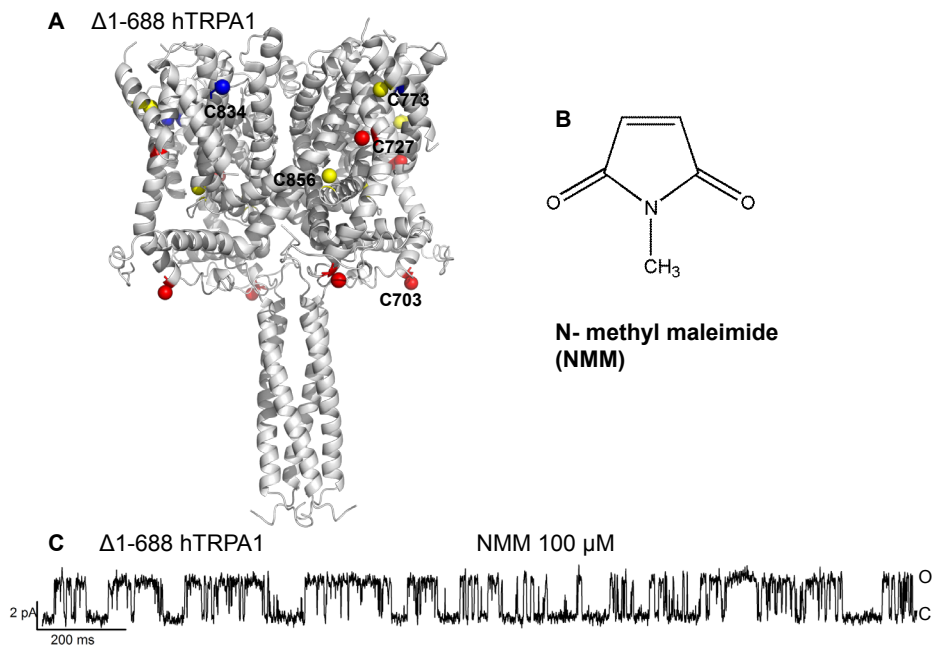 A Δ1-688 hTRPA1
C834
C773
C727
C856
C703
B
O
O
N
CH3
N- methyl maleimide
(NMM)
C Δ1-688 hTRPA1 NMM 100 μM
O
2 pA
C
200 ms